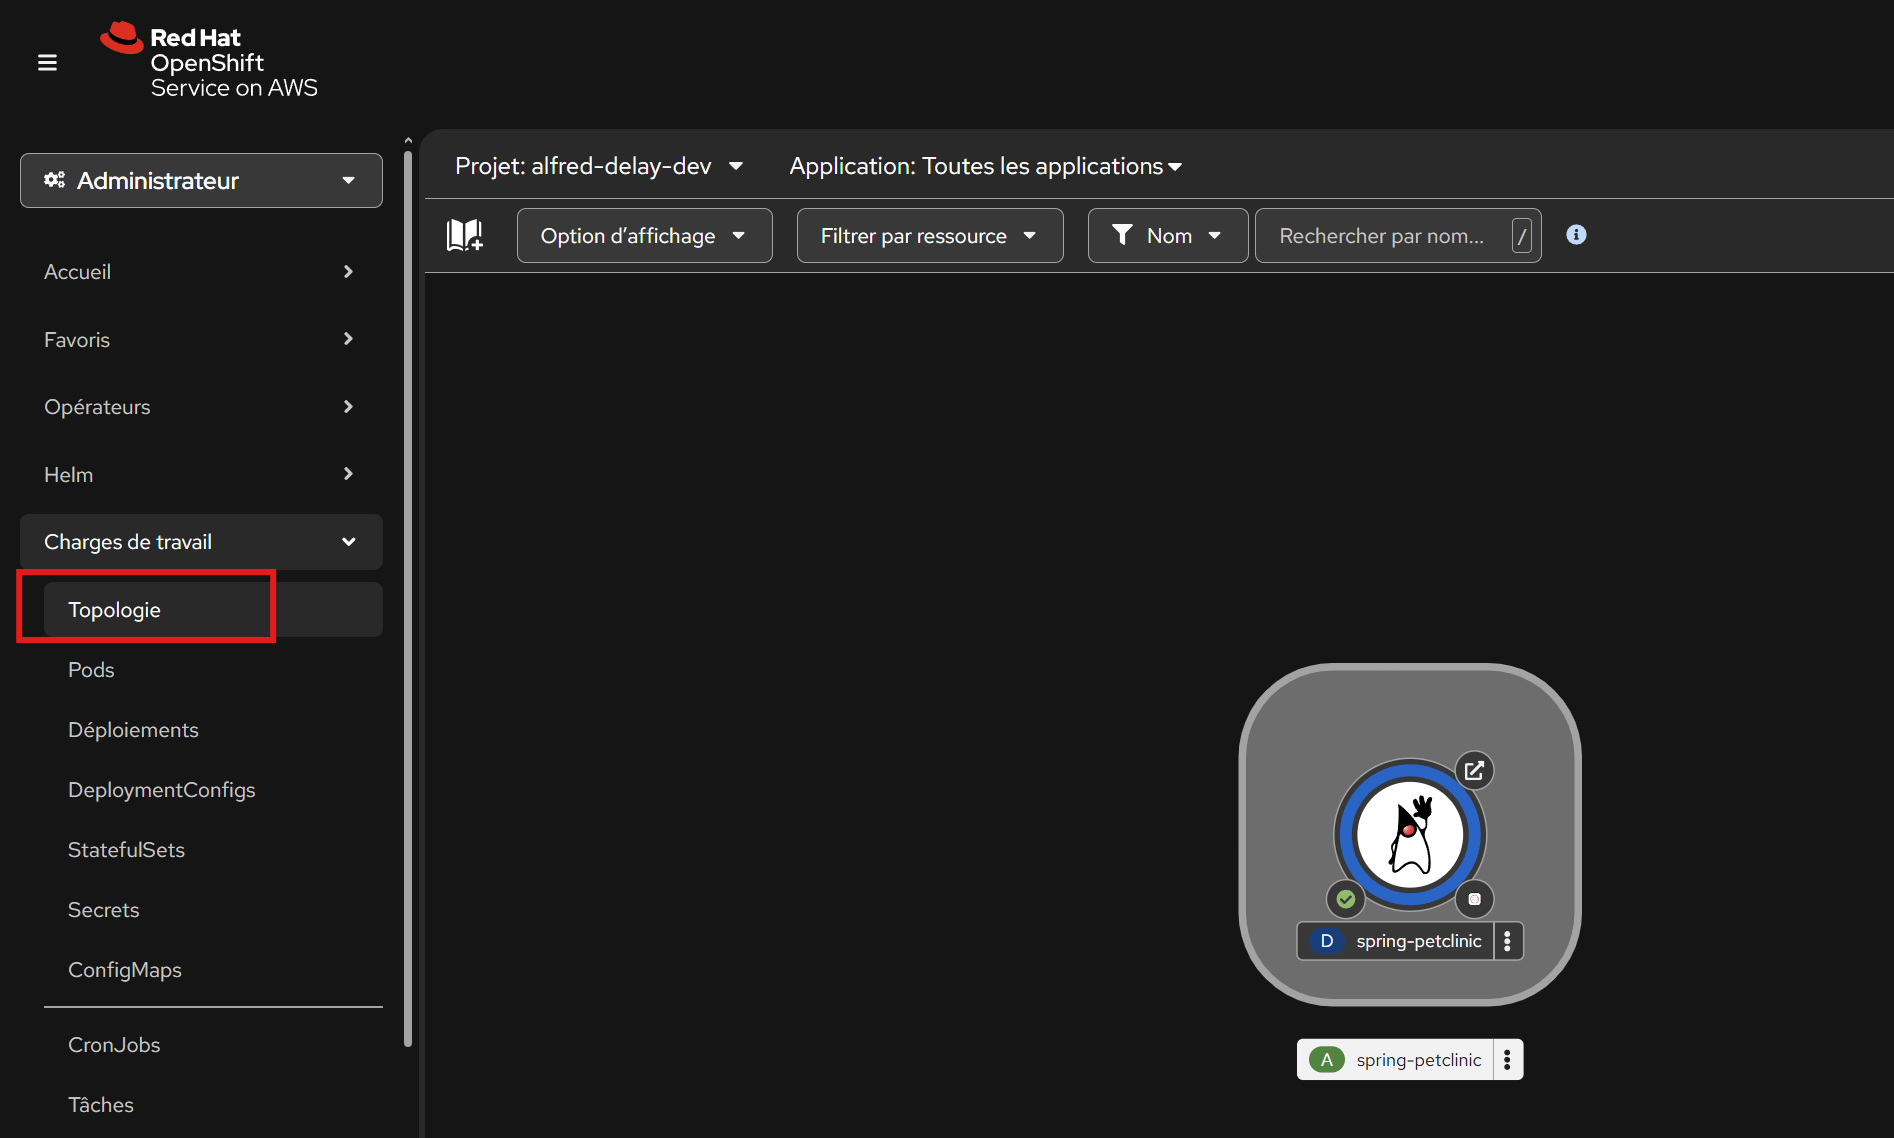 Red Hat
OpenShift
Service on AWS
Administrateur
Accueil
Favoris
Opérateurs
Helm
Charges de travail
Topologie
Pods
Déploiements
DeploymentConfigs
StatefulSets
Secrets
ConfigMaps
CronJobs
Tâches
Projet: alfred-delay-dev
Application: Toutes les applications
Option d’affichage
Filtrer par ressource
Nom
Rechercher par nom...
/
D spring-petclinic
A spring-petclinic